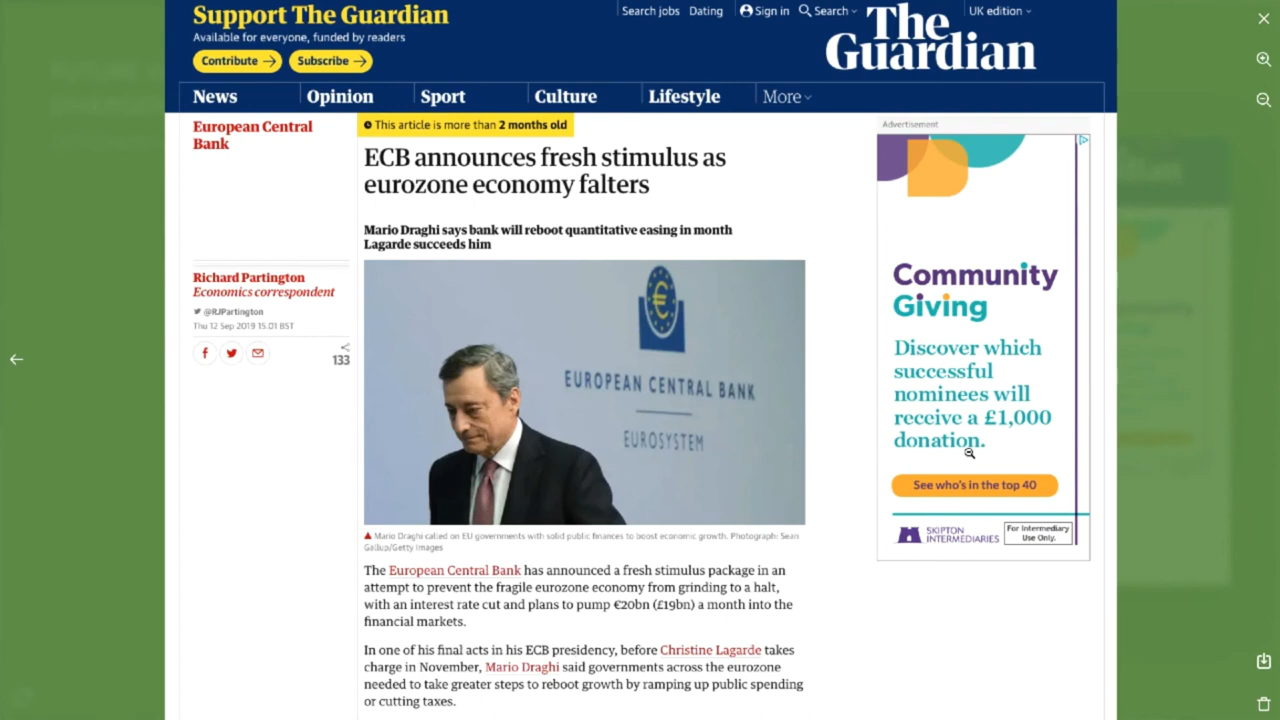 Support The Guardian
Available for everyone, funded by readers
Contribute
Subscribe
Search jobs
Dating
Sign in
Search
UK edition
The
Guardian
News
Opinion
Sport
Culture
Lifestyle
More
European Central
Bank
This article is more than 2 months old
ECB announces fresh stimulus as
eurozone economy falters
Mario Draghi says bank will reboot quantitative easing in month
Lagarde succeeds him
Richard Partington
Economics correspondent
@RJPartington
Thu 12 Sep 2019 15.01 BST
133
EUROPEAN CENTRAL BANK
EUROSYSTEM
Mario Draghi called on EU governments with solid public finances to boost economic growth. Photograph: Sean
Gallup/Getty Images
The European Central Bank has announced a fresh stimulus package in an
attempt to prevent the fragile eurozone economy from grinding to a halt,
with an interest rate cut and plans to pump €20bn (£19bn) a month into the
financial markets.
In one of his final acts in his ECB presidency, before Christine Lagarde takes
charge in November, Mario Draghi said governments across the eurozone
needed to take greater steps to reboot growth by ramping up public spending
or cutting taxes.
Advertisement
Community
Giving
Discover which
successful
nominees will
receive a £1,000
donation.
See who's in the top 40
SKIPTON
INTERMEDIARIES
For Intermediary
Use Only.